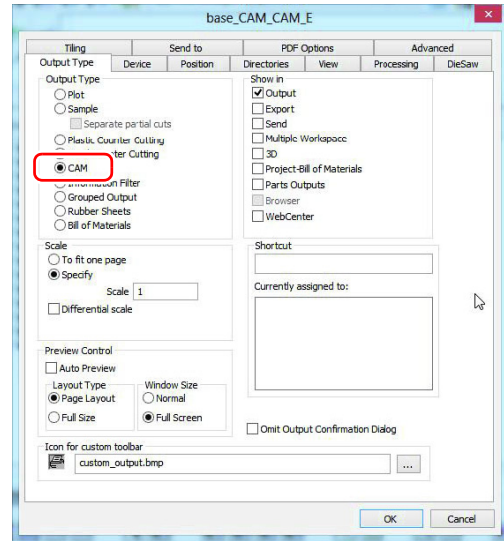 base_CAM_CAM_E
Tiling Send to PDF Options Advanced
Output Type Device Position Directories View Processing DieSaw
Output Type
Plot
Sample
Separate partial cuts
Plastic Counter Cutting
Cutting
CAM
Filter
Grouped Output
Rubber Sheets
Bill of Materials
Show in
Output
Export
Send
Multiple Workspace
3D
Project-Bill of Materials
Parts Outputs
Browser
WebCenter
Scale
To fit one page
Specify
Scale 1
Differential scale
Shortcut
Currently assigned to:
Preview Control
Auto Preview
Layout Type
Page Layout
Full Size
Window Size
Normal
Full Screen
Omit Output Confirmation Dialog
Icon for custom toolbar
custom_output.bmp
...
OK Cancel